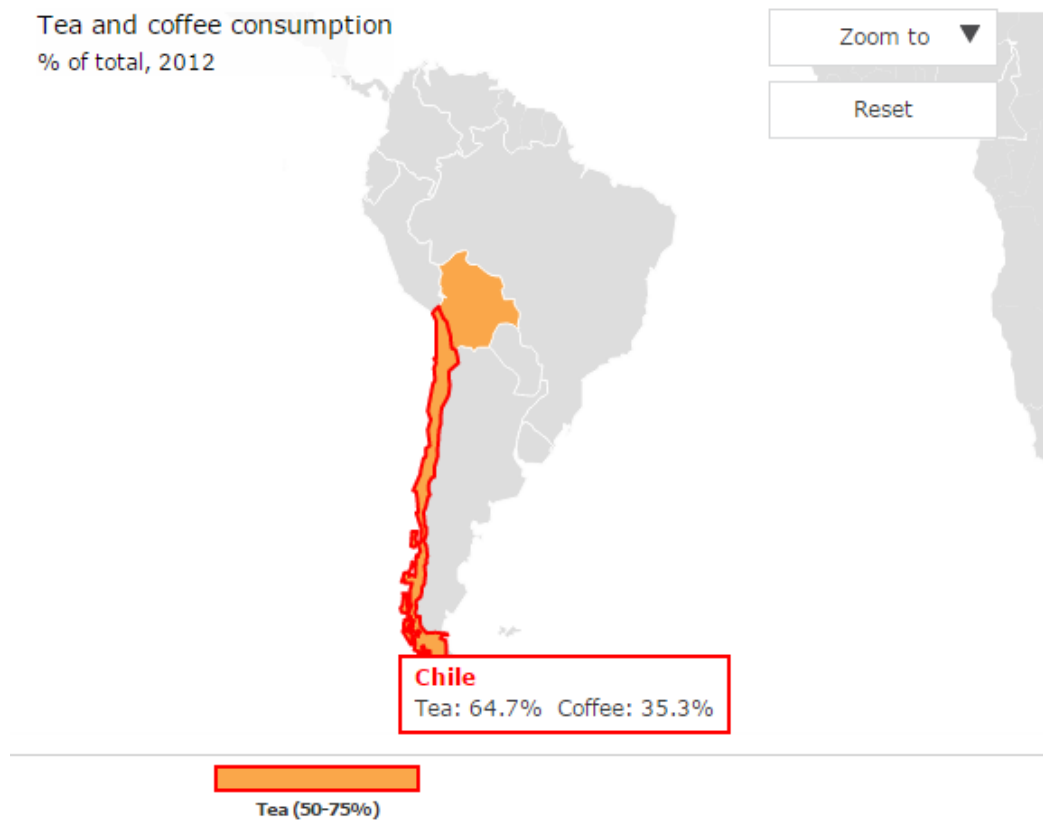 Tea and coffee consumption
% of total, 2012
Zoom to ▼
Reset
Chile
Tea: 64.7% Coffee: 35.3%
Tea (50-75%)